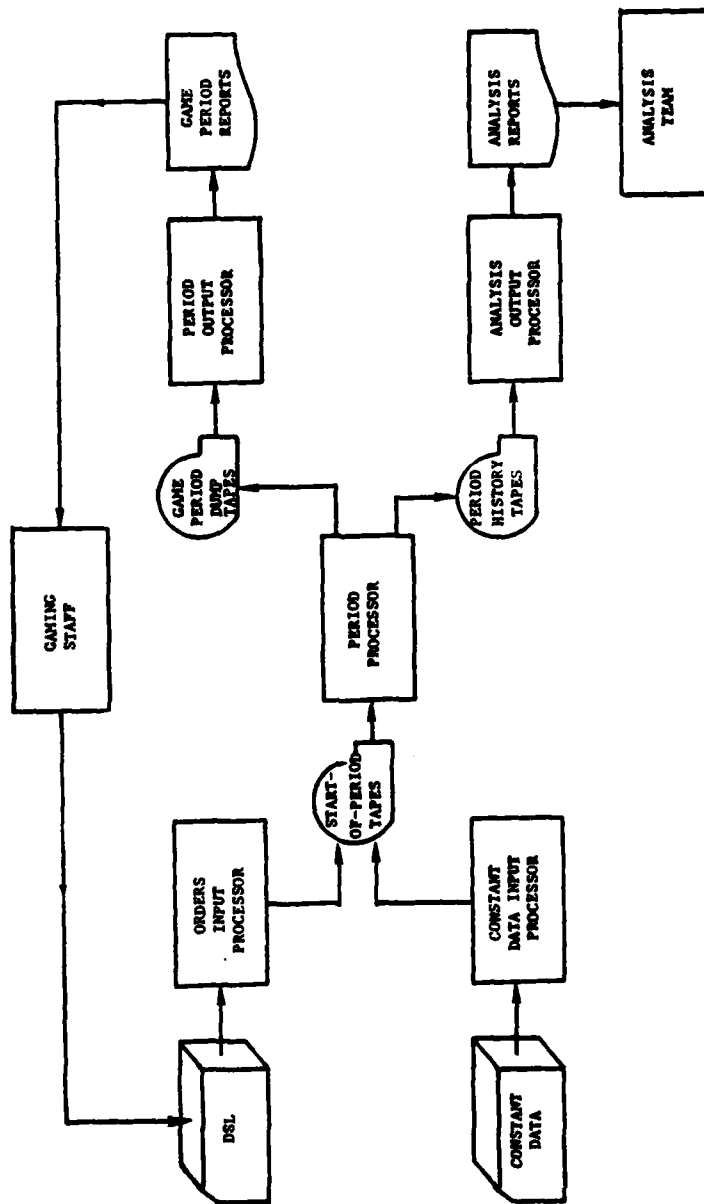 GAMING
STAFF
DSL
ORDERS
INPUT
PROCESSOR
GAME
PERIOD
DUMP
TAPES
PERIOD
OUTPUT
PROCESSOR
GAME
PERIOD
REPORTS
START-
OF-PERIOD
TAPES
PERIOD
PROCESSOR
CONSTANT
DATA
CONSTANT
DATA INPUT
PROCESSOR
PERIOD
HISTORY
TAPES
ANALYSIS
OUTPUT
PROCESSOR
ANALYSIS
REPORTS
ANALYSIS
TEAM